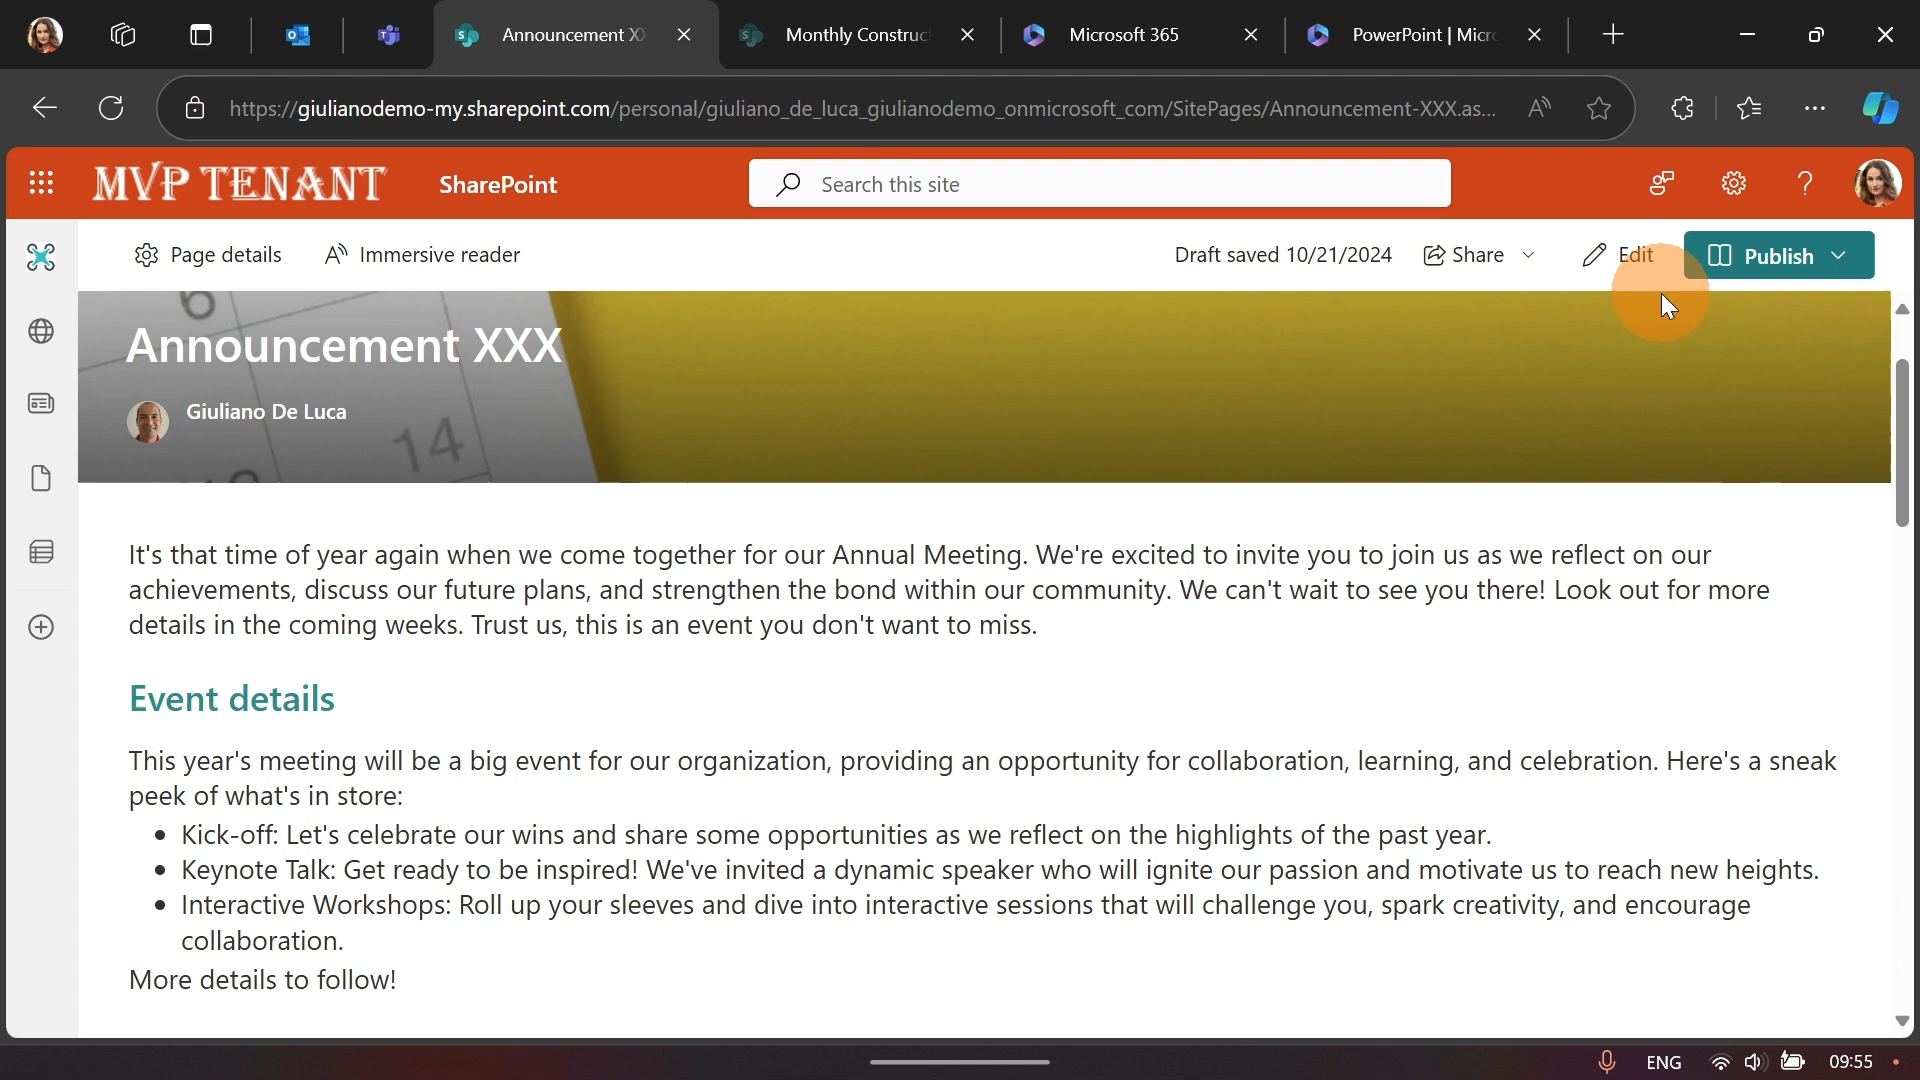 Announcement XX
Monthly Construc
Microsoft 365
PowerPoint | Micro
https://giulianodemo-my.sharepoint.com/personal/giuliano_de_luca_giulianodemo_onmicrosoft_com/SitePages/Announcement-XXX.as...
MVP TENANT
SharePoint
Search this site
Page details
Immersive reader
Draft saved 10/21/2024
Share
Edit
Publish
6
Announcement XXX
Giuliano De Luca
14
It's that time of year again when we come together for our Annual Meeting. We're excited to invite you to join us as we reflect on our
achievements, discuss our future plans, and strengthen the bond within our community. We can't wait to see you there! Look out for more
details in the coming weeks. Trust us, this is an event you don't want to miss.
Event details
This year's meeting will be a big event for our organization, providing an opportunity for collaboration, learning, and celebration. Here's a sneak
peek of what's in store:
• Kick-off: Let's celebrate our wins and share some opportunities as we reflect on the highlights of the past year.
• Keynote Talk: Get ready to be inspired! We've invited a dynamic speaker who will ignite our passion and motivate us to reach new heights.
• Interactive Workshops: Roll up your sleeves and dive into interactive sessions that will challenge you, spark creativity, and encourage
collaboration.
More details to follow!
ENG
09:55